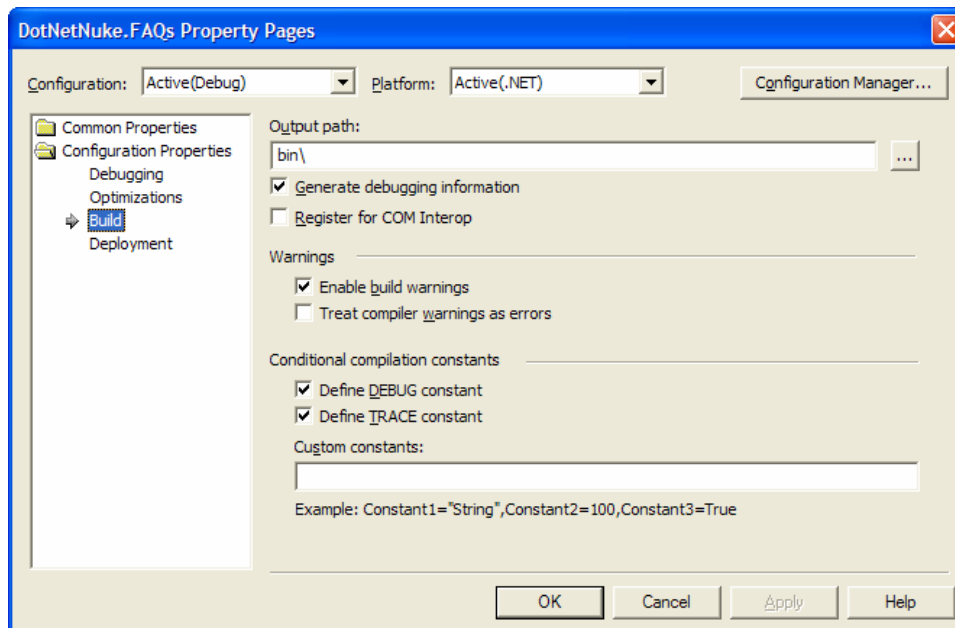 DotNetNuke.FAQs Property Pages
Configuration: Active(Debug) Platform: Active(.NET) Configuration Manager...
Common Properties
Configuration Properties
Debugging
Optimizations
Build
Deployment
Output path:
bin\
...
Generate debugging information
Register for COM Interop
Warnings
Enable build warnings
Treat compiler warnings as errors
Conditional compilation constants
Define DEBUG constant
Define TRACE constant
Custom constants:
Example: Constant1="String",Constant2=100,Constant3=True
OK Cancel Apply Help